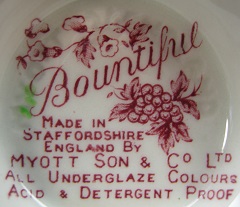 Bountiful
MADE IN
STAFFORDSHIRE
ENGLAND BY
MYOTT SON & CO LTD
ALL UNDERGLAZE COLOURS
ACID & DETERGENT PROOF